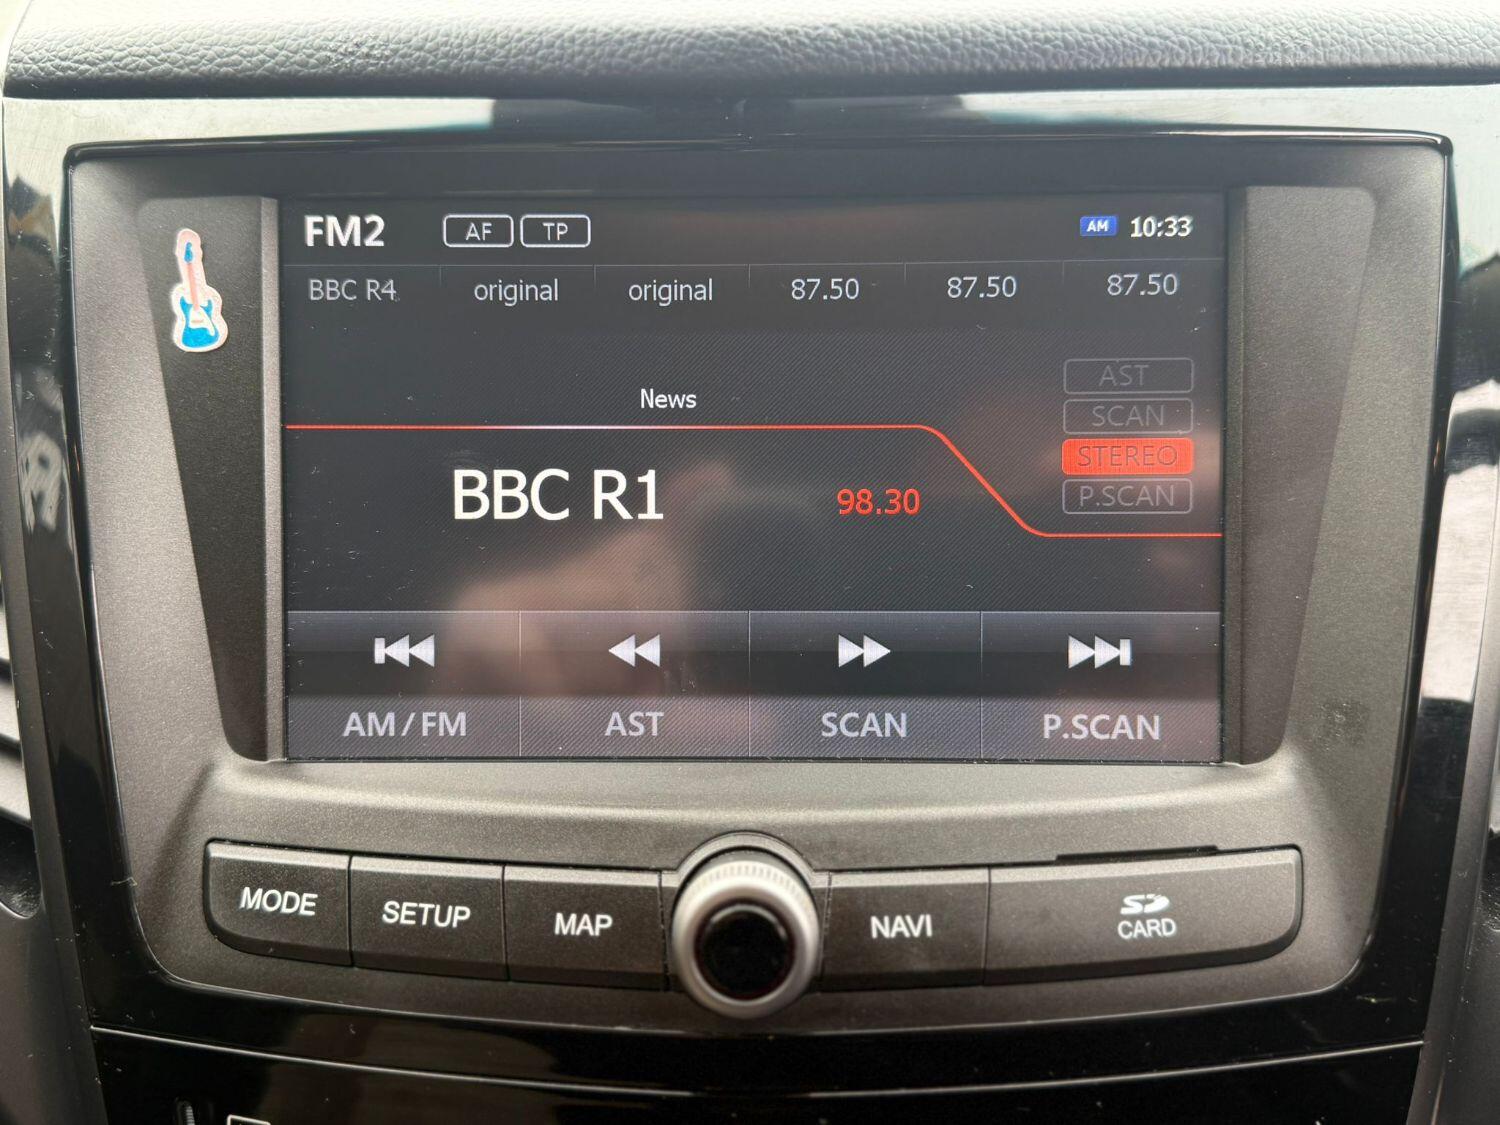 FM2 AF TP AM 10:33
BBC R4 original original 87.50 87.50 87.50
AST
News
SCAN
STEREO
BBC R1 98.30
P.SCAN
AM/FM AST SCAN P.SCAN
MODE SETUP MAP NAVI SD CARD